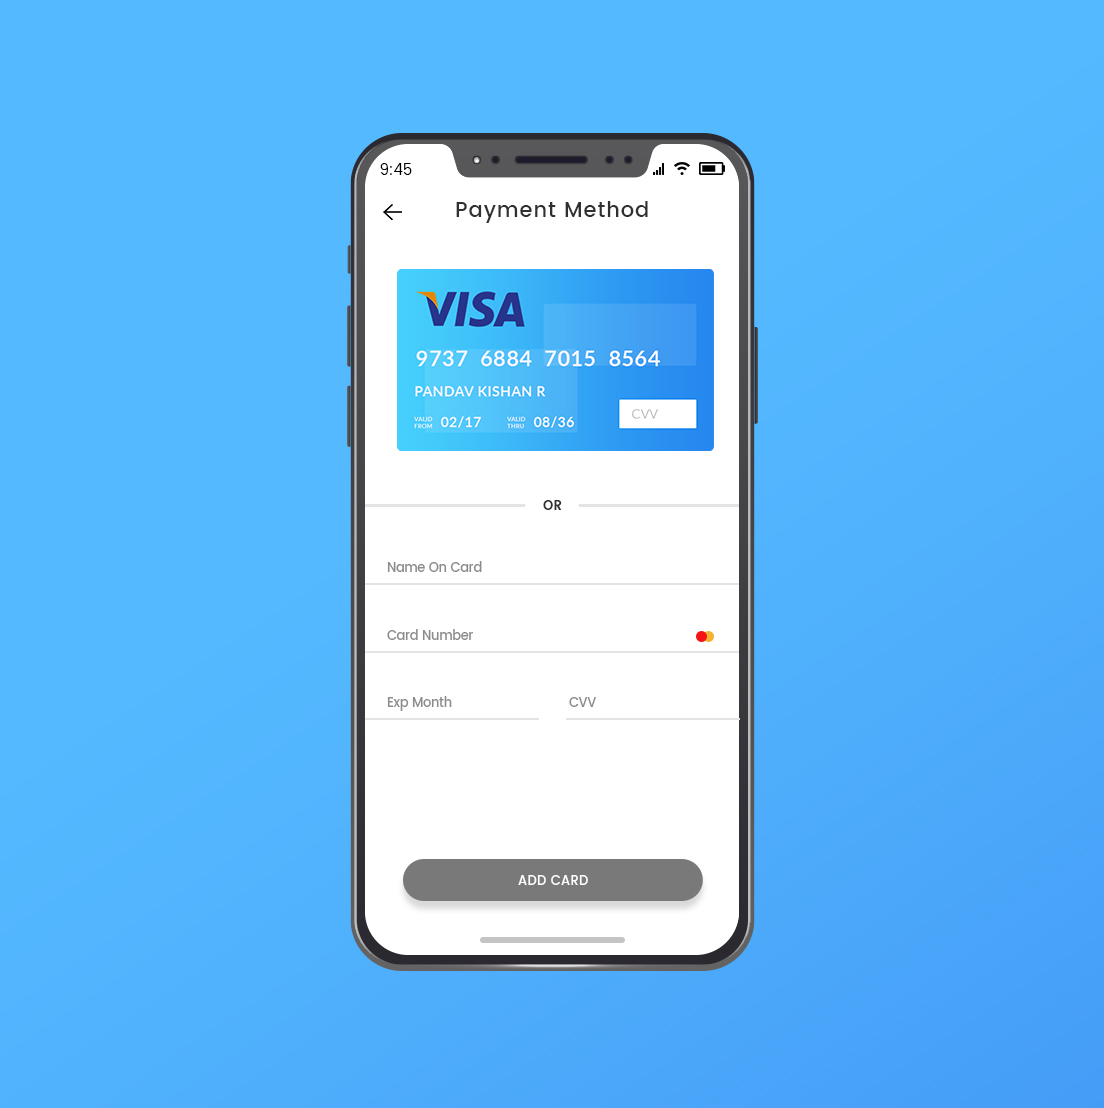 9:45
Payment Method
VISA
9737 6884 7015 8564
PANDAV KISHAN R
VALID FROM 02/17 VALID THRU 08/36
CVV
OR
Name On Card
Card Number
Exp Month CVV
ADD CARD